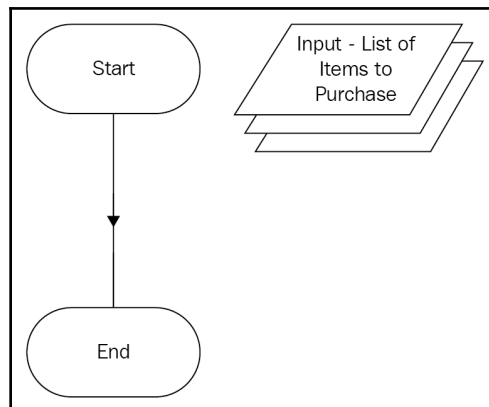 Start
Input - List of
Items to
Purchase
End